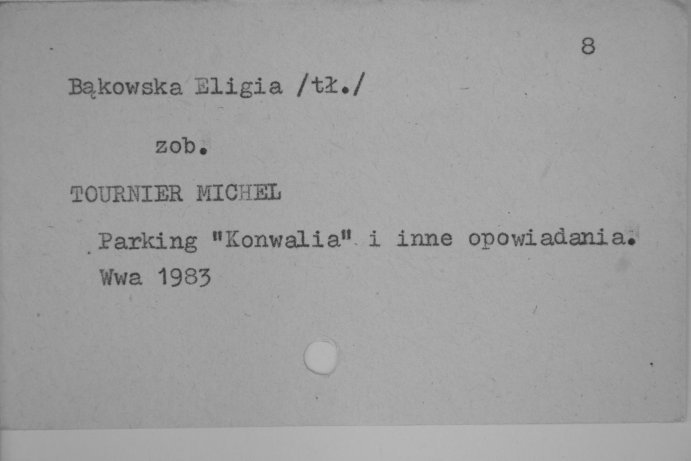 8
Bąkowska Eligia /tł./
zob.
TOURNIER MICHEL
Parking "Konwalia" i inne opowiadania.
Wwa 1983